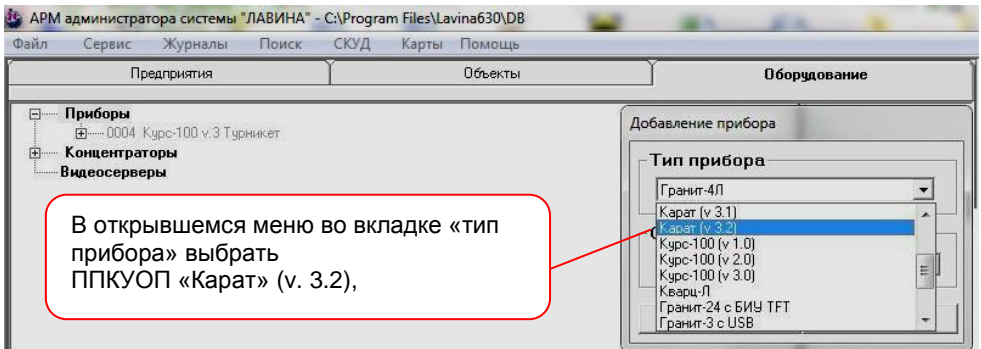 АРМ администратора системы "ЛАВИНА" - C:\Program Files\Lavina630\DB
Файл Сервис Журналы Поиск СКУД Карты Помощь
Предприятия Объекты Оборудование
Приборы
0004 Курс-100 v.3 Турникет
Концентраторы
Видеосерверы
Добавление прибора
Тип прибора
Гранит-4Л
Карат (v 3.1)
Карат (v 3.2)
Курс-100 (v 1.0)
Курс-100 (v 2.0)
Курс-100 (v 3.0)
Кварц-Л
Гранит-24 с БИУ TFT
Гранит-3 с USB
В открывшемся меню во вкладке «тип
прибора» выбрать
ППКУОП «Карат» (v. 3.2),